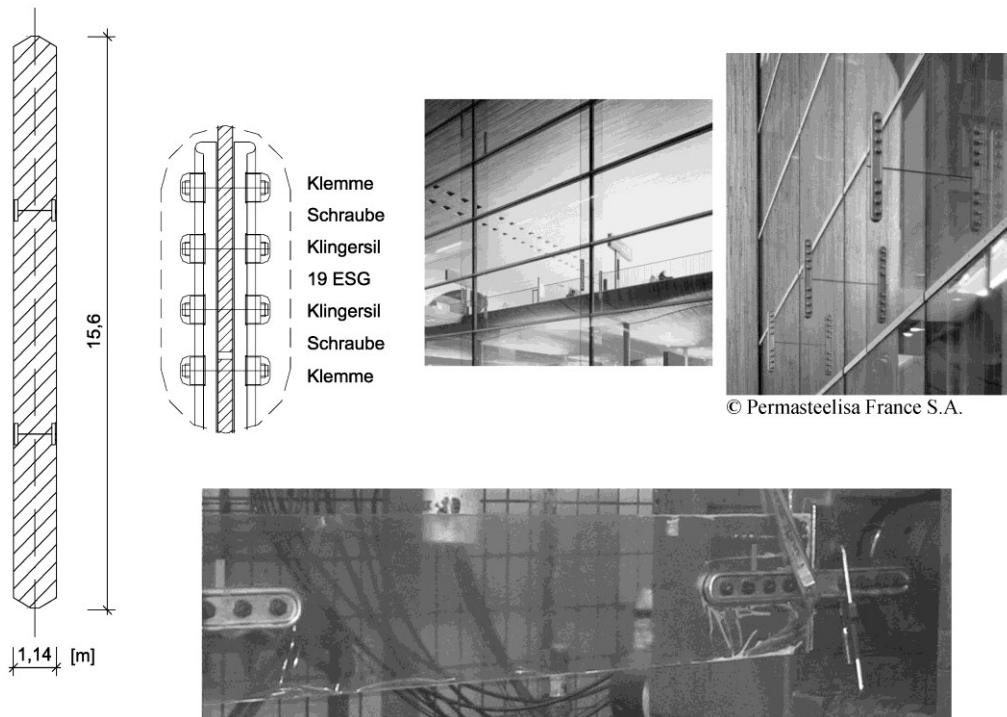 15,6
1,14 [m]
Klemme
Schraube
Klingersil
19 ESG
Klingersil
Schraube
Klemme
© Permasteelisa France S.A.